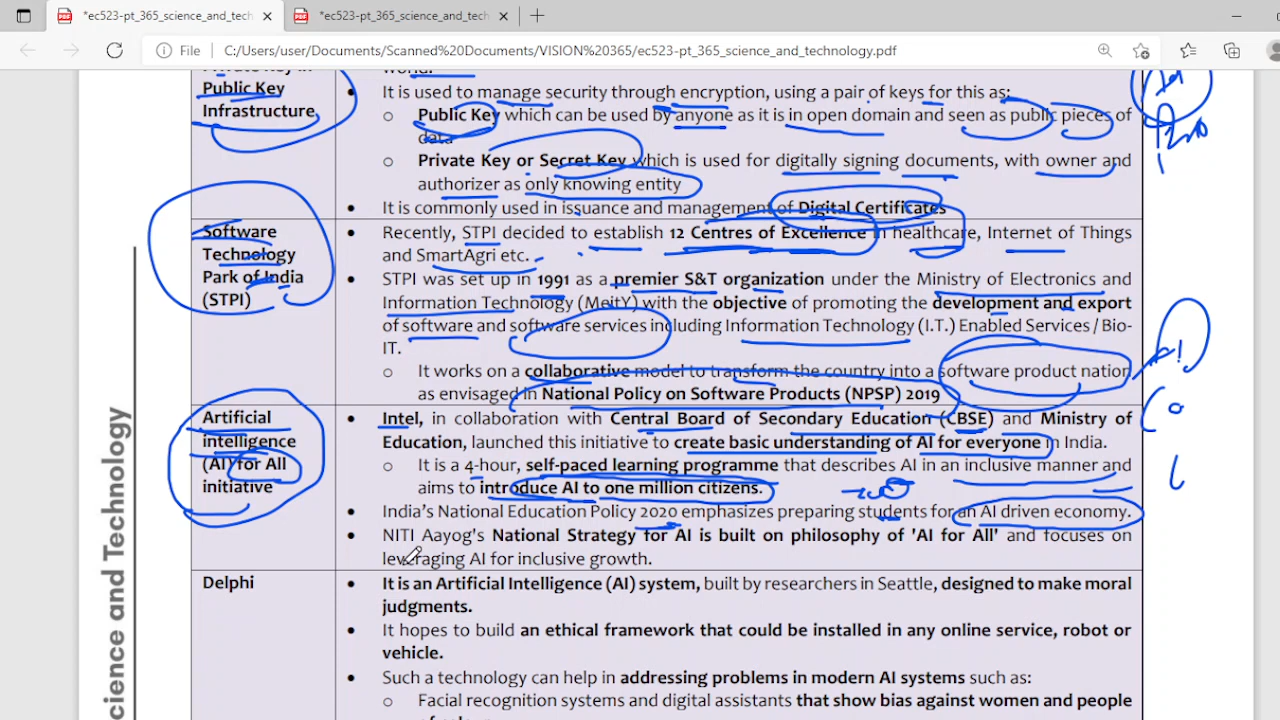 *ec523-pt_365_science_and_tech
*ec523-pt_365_science_and_tech
File
C:/Users/user/Documents/Scanned%20Documents/VISION%20365/ec523-pt_365_science_and_technology.pdf
Private Key in
Public Key
Infrastructure
world.
It is used to manage security through encryption, using a pair of keys for this as:
Public Key which can be used by anyone as it is in open domain and seen as public pieces of
data
Private Key or Secret Key which is used for digitally signing documents, with owner and
authorizer as only knowing entity
It is commonly used in issuance and management of Digital Certificates
Software
Technology
Park of India
(STPI)
Recently, STPI decided to establish 12 Centres of Excellence in healthcare, Internet of Things
and SmartAgri etc.
STPI was set up in 1991 as a premier S&T organization under the Ministry of Electronics and
Information Technology (MeitY) with the objective of promoting the development and export
of software and software services including Information Technology (I.T.) Enabled Services / Bio-
IT.
It works on a collaborative model to transform the country into a software product nation
as envisaged in National Policy on Software Products (NPSP) 2019
Artificial
intelligence
(AI) for All
initiative
Intel, in collaboration with Central Board of Secondary Education (CBSE) and Ministry of
Education, launched this initiative to create basic understanding of AI for everyone in India.
It is a 4-hour, self-paced learning programme that describes AI in an inclusive manner and
aims to introduce AI to one million citizens.
India's National Education Policy 2020 emphasizes preparing students for an AI driven economy.
NITI Aayog's National Strategy for AI is built on philosophy of 'AI for All' and focuses on
leveraging AI for inclusive growth.
Delphi
It is an Artificial Intelligence (AI) system, built by researchers in Seattle, designed to make moral
judgments.
It hopes to build an ethical framework that could be installed in any online service, robot or
vehicle.
Such a technology can help in addressing problems in modern AI systems such as:
Facial recognition systems and digital assistants that show bias against women and people
cience and Technology